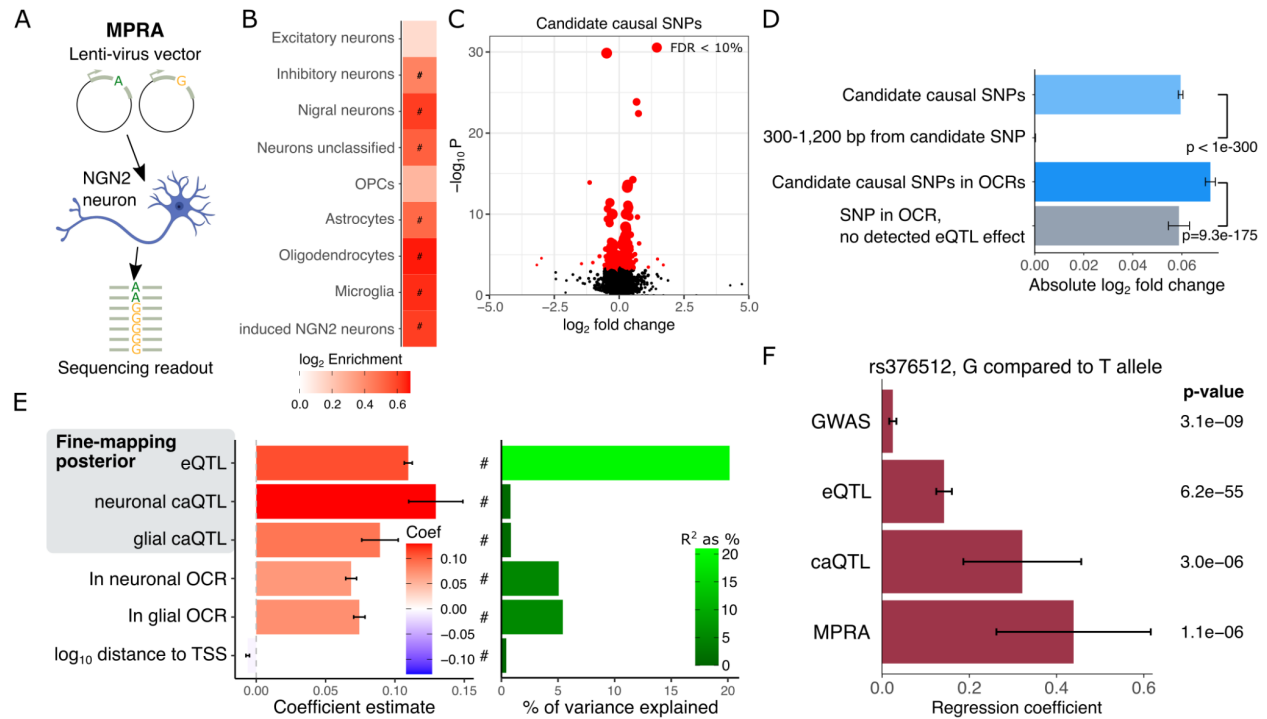 A
MPRA
Lenti-virus vector
A
G
NGN2
neuron
A
A
G
G
G
G
G
Sequencing readout
B
Excitatory neurons
Inhibitory neurons #
Nigral neurons #
Neurons unclassified #
OPCs
Astrocytes #
Oligodendrocytes #
Microglia #
induced NGN2 neurons #
log2 Enrichment
0.0 0.2 0.4 0.6
C
Candidate causal SNPs
FDR < 10%
−log10 P
30
20
10
0
−5.0 −2.5 0.0 2.5 5.0
log2 fold change
D
Candidate causal SNPs
300-1,200 bp from candidate SNP
p < 1e-300
Candidate causal SNPs in OCRs
SNP in OCR,
no detected eQTL effect
p=9.3e-175
0.00 0.02 0.04 0.06
Absolute log2 fold change
E
Fine-mapping
posterior
eQTL #
neuronal caQTL #
glial caQTL #
In neuronal OCR #
In glial OCR #
log10 distance to TSS #
Coef
0.10
0.05
0.00
−0.05
−0.10
0.00 0.05 0.10 0.15
Coefficient estimate
R2 as %
20
15
10
5
0
0 5 10 15 20
% of variance explained
F
rs376512, G compared to T allele
p-value
GWAS 3.1e−09
eQTL 6.2e−55
caQTL 3.0e−06
MPRA 1.1e−06
0.0 0.2 0.4 0.6
Regression coefficient